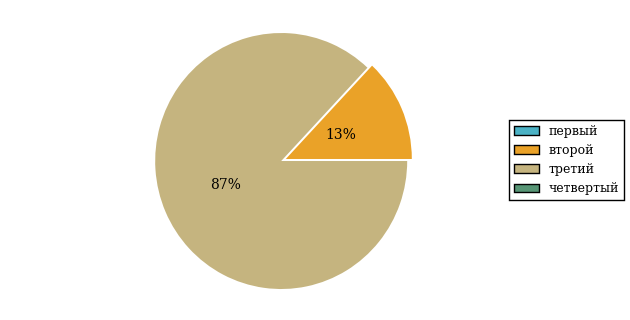 13%
87%
первый
второй
третий
четвертый